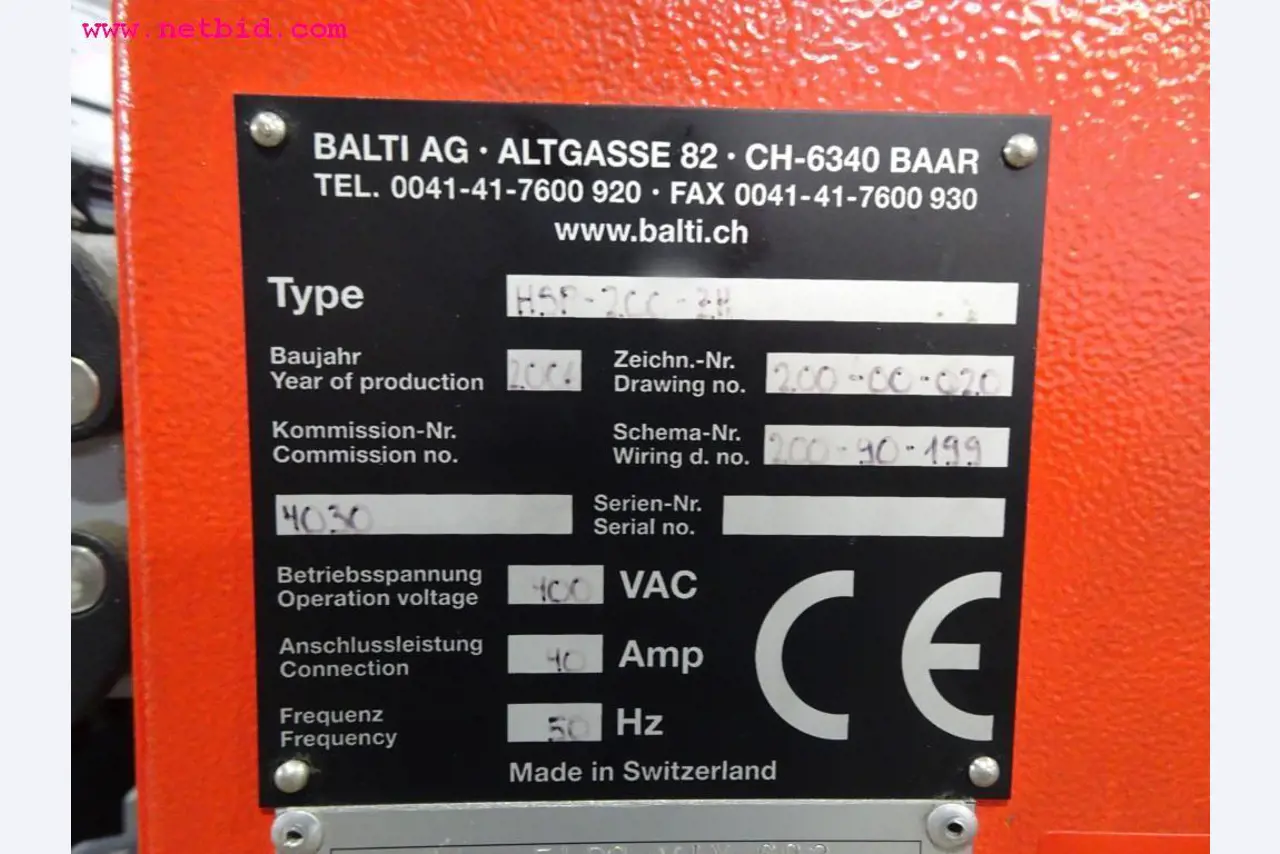 www.netbid.com
BALTI AG · ALTGASSE 82 · CH-6340 BAAR
TEL. 0041-41-7600 920 · FAX 0041-41-7600 930
www.balti.ch
Type HSP-200-2H
Baujahr
Year of production
Zeichn.-Nr.
Drawing no. 200-00-020
Kommission-Nr.
Commission no.
4030
Schema-Nr.
Wiring d. no. 200-90-199
Serien-Nr.
Serial no.
Betriebsspannung
Operation voltage 400 VAC
Anschlussleistung
Connection 40 Amp
Frequenz
Frequency 50 Hz
CE
Made in Switzerland